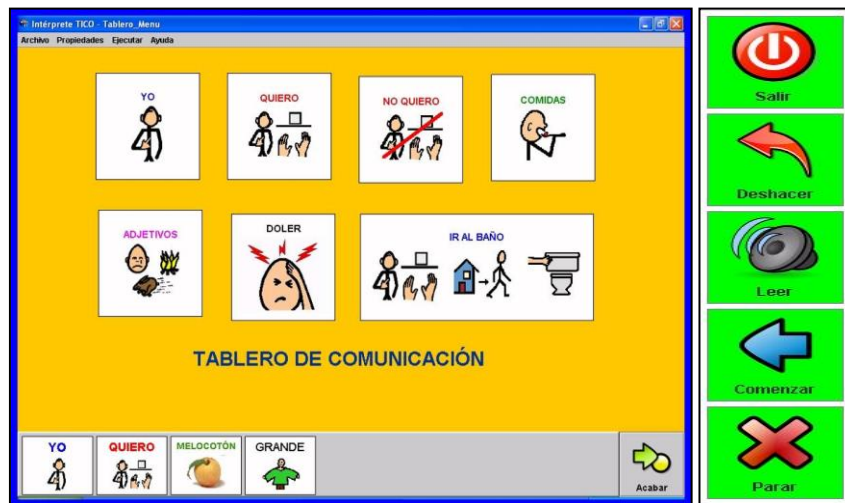 Intérprete TICO - Tablero_Menu
Archivo Propiedades Ejecutar Ayuda
YO
QUIERO
NO QUIERO
COMIDAS
ADJETIVOS
DOLER
IR AL BAÑO
TABLERO DE COMUNICACIÓN
YO
QUIERO
MELOCOTÓN
GRANDE
Acabar
Salir
Deshacer
Leer
Comenzar
Parar